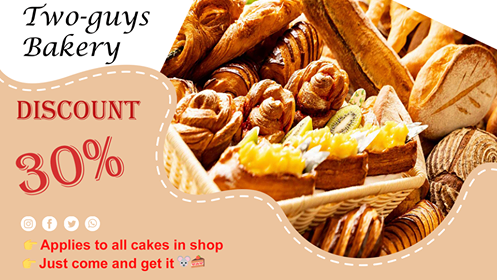 Two-guys
Bakery
DISCOUNT
30%
👉 Applies to all cakes in shop
👉 Just come and get it 🐭🍰